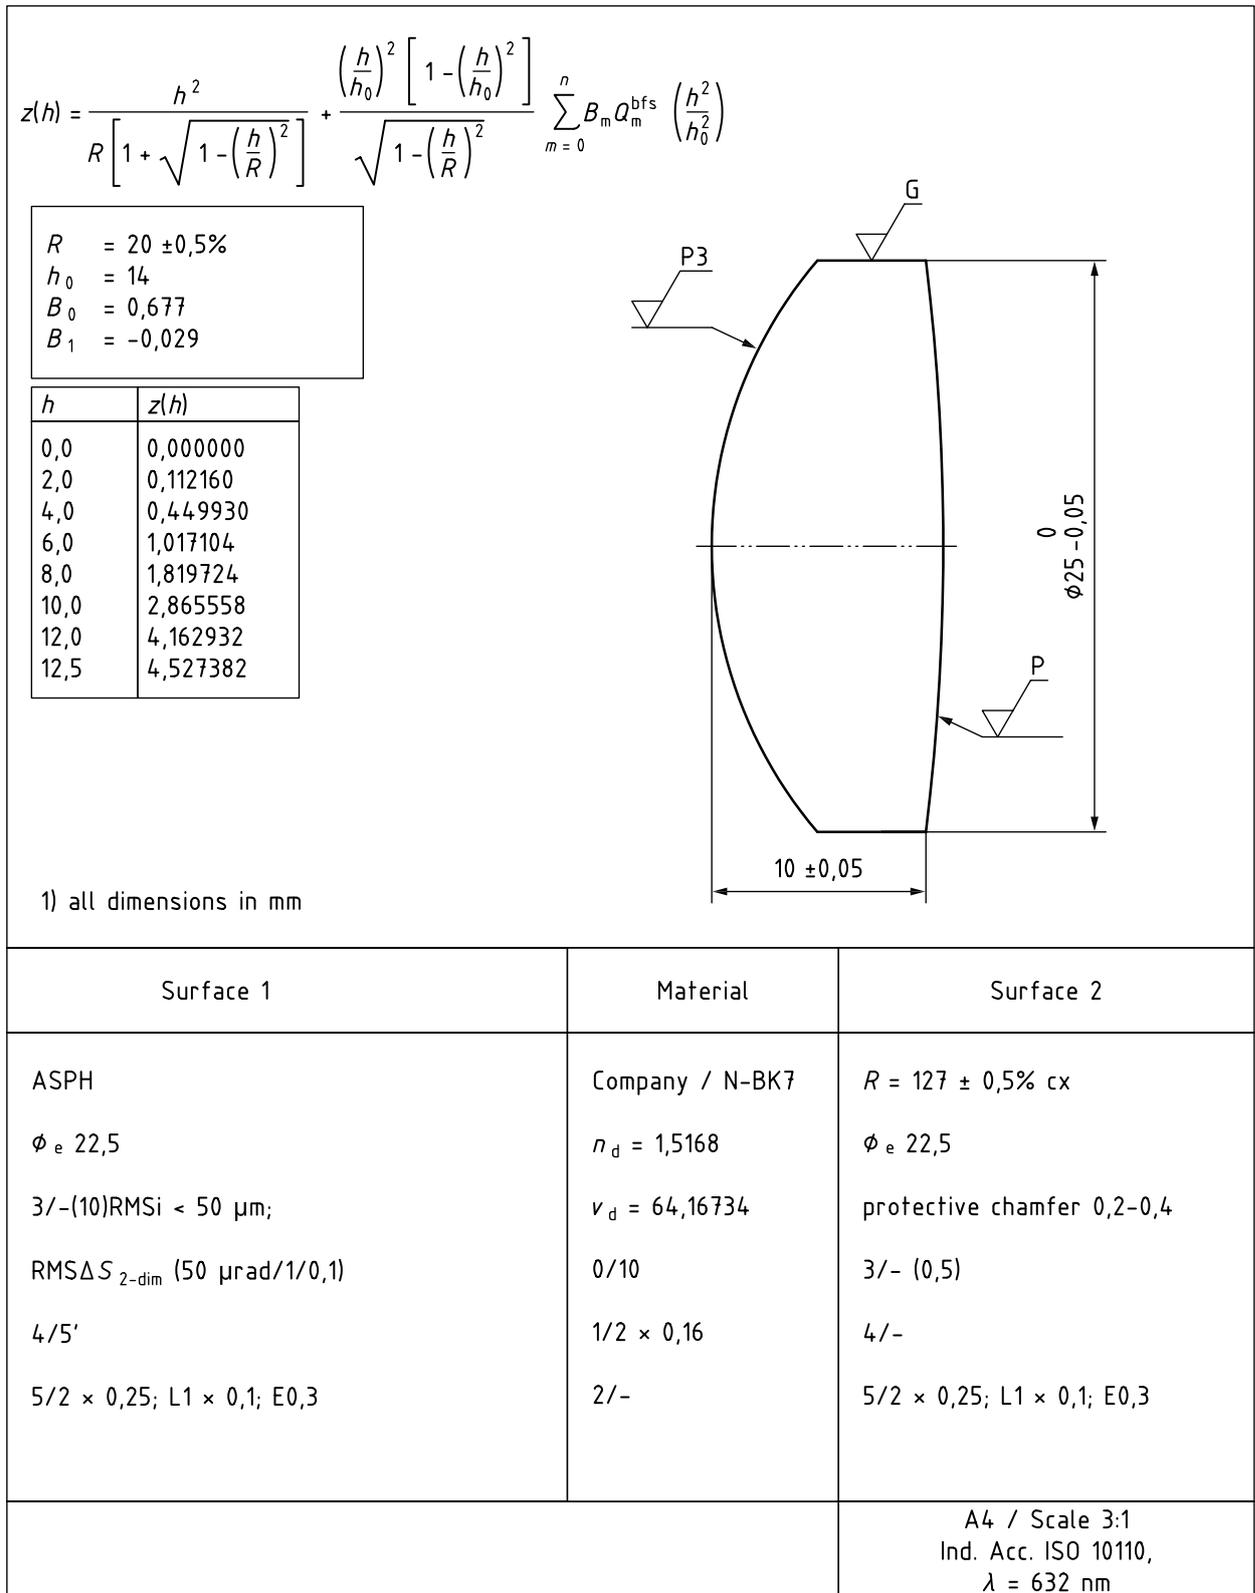 z(h) = h² / (R[1 + √(1 − (h/R)²)]) + ((h/h₀)² [1 − (h/h₀)²]) / √(1 − (h/R)²) ∑ₘ₌₀ⁿ BₘQₘᵇᶠˢ (h²/h₀²)
R = 20 ±0,5%
h₀ = 14
B₀ = 0,677
B₁ = -0,029
h z(h)
0,0 0,000000
2,0 0,112160
4,0 0,449930
6,0 1,017104
8,0 1,819724
10,0 2,865558
12,0 4,162932
12,5 4,527382
G
P3
ϕ25 0 -0,05
P
10 ±0,05
1) all dimensions in mm
Surface 1
Material
Surface 2
ASPH
Company / N-BK7
R = 127 ± 0,5% cx
ϕ e 22,5
n d = 1,5168
ϕ e 22,5
3/-(10)RMSi < 50 µm;
ν d = 64,16734
protective chamfer 0,2-0,4
RMSΔS 2-dim (50 µrad/1/0,1)
0/10
3/- (0,5)
4/5'
1/2 × 0,16
4/-
5/2 × 0,25; L1 × 0,1; E0,3
2/-
5/2 × 0,25; L1 × 0,1; E0,3
A4 / Scale 3:1
Ind. Acc. ISO 10110,
λ = 632 nm